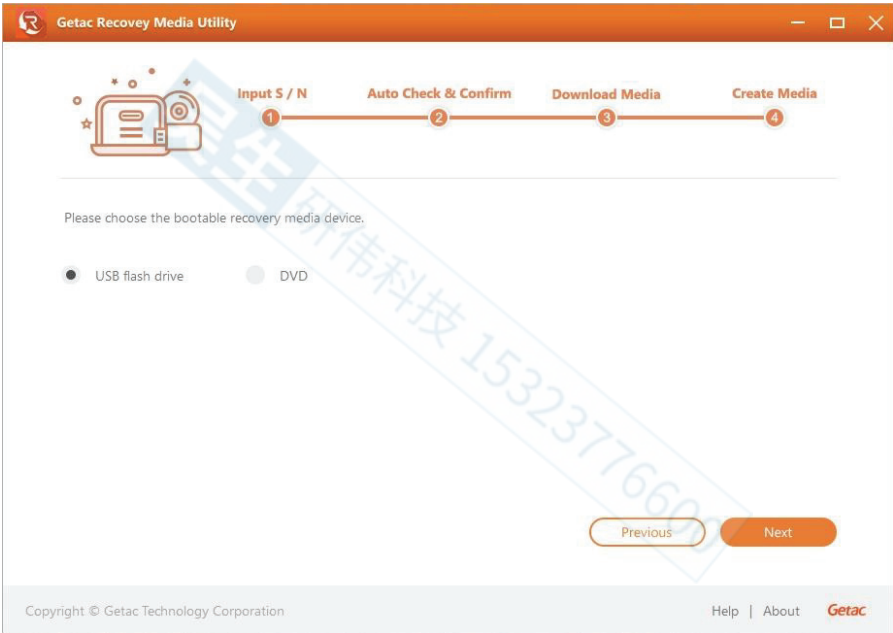 Getac Recovey Media Utility
Input S / N
Auto Check & Confirm
Download Media
Create Media
1
2
3
4
Please choose the bootable recovery media device.
USB flash drive
DVD
研伟科技 15323776600
Previous
Next
Copyright © Getac Technology Corporation
Help | About
Getac